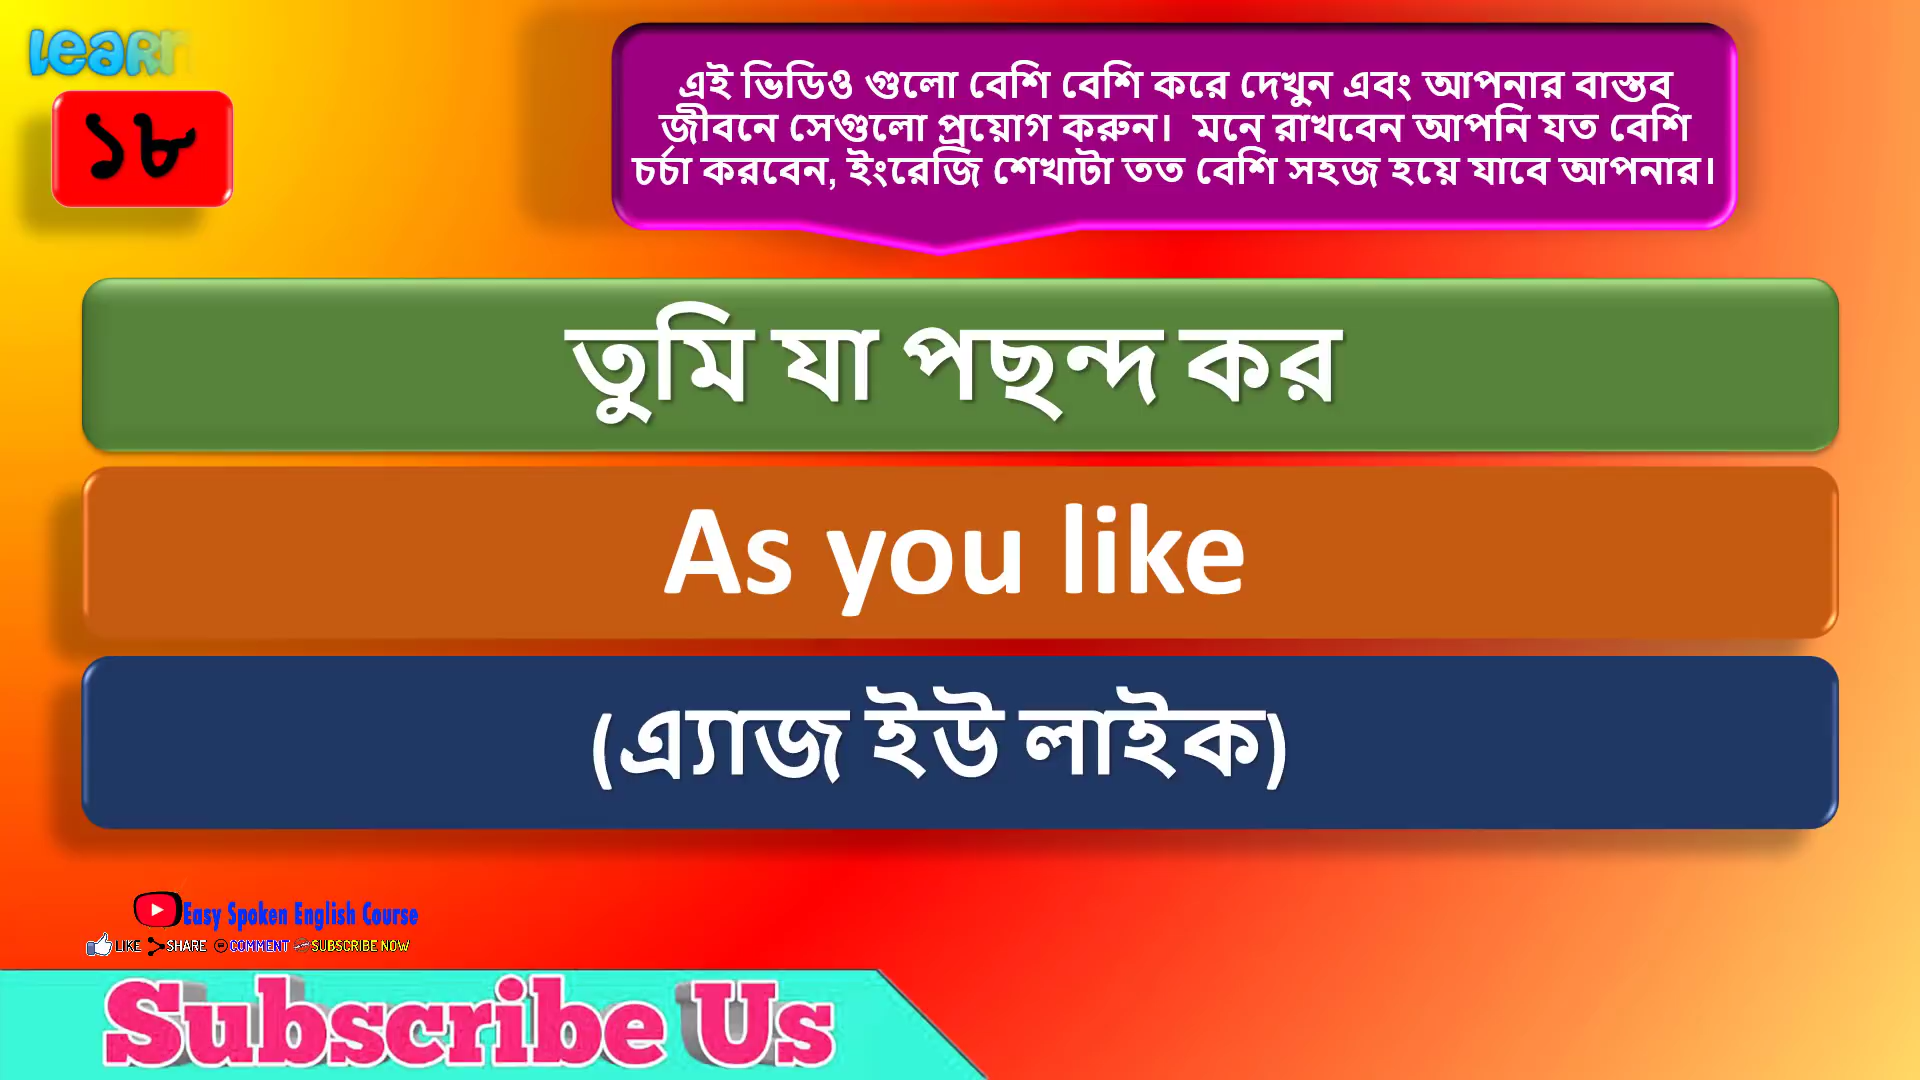 Learn
১৮
এই ভিডিও গুলো বেশি বেশি করে দেখুন এবং আপনার বাস্তব
জীবনে সেগুলো প্রয়োগ করুন। মনে রাখবেন আপনি যত বেশি
চর্চা করবেন, ইংরেজি শেখাটা তত বেশি সহজ হয়ে যাবে আপনার।
তুমি যা পছন্দ কর
As you like
(এ্যাজ ইউ লাইক)
Easy Spoken English Course
LIKE SHARE COMMENT SUBSCRIBE NOW
Subscribe Us